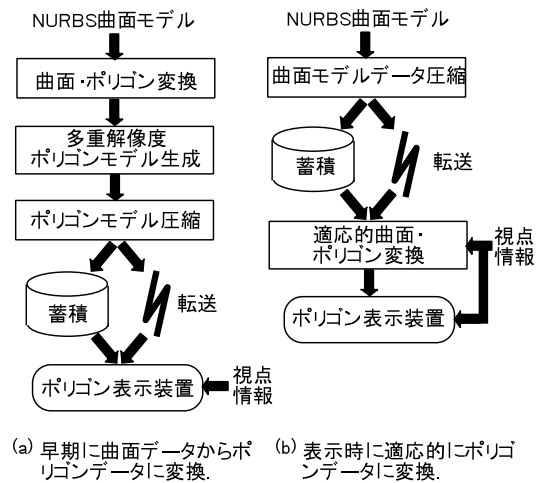 NURBS曲面モデル
曲面・ポリゴン変換
多重解像度
ポリゴンモデル生成
ポリゴンモデル圧縮
蓄積
転送
ポリゴン表示装置
視点
情報
(a) 早期に曲面データからポ
リゴンデータに変換.
NURBS曲面モデル
曲面モデルデータ圧縮
蓄積
転送
適応的曲面・
ポリゴン変換
視点
情報
ポリゴン表示装置
(b) 表示時に適応的にポリゴ
ンデータに変換.